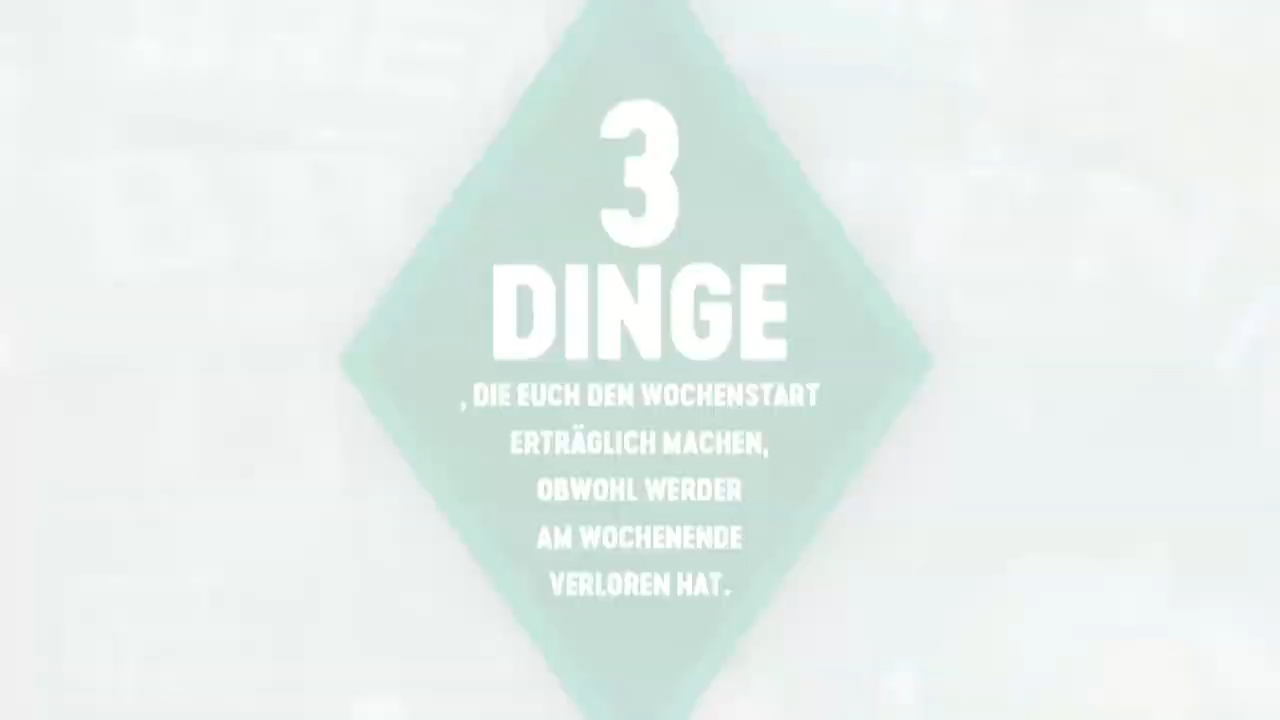 3
DINGE
, DIE EUCH DEN WOCHENSTART
ERTRÄGLICH MACHEN,
OBWOHL WERDER
AM WOCHENENDE
VERLOREN HAT.